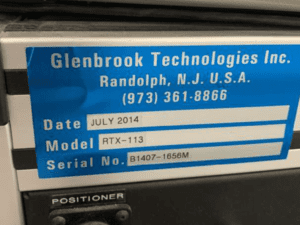 Glenbrook Technologies Inc.
Randolph, N.J. U.S.A.
(973) 361-8866
Date JULY 2014
Model RTX-113
Serial No. B1407-1656M
POSITIONER